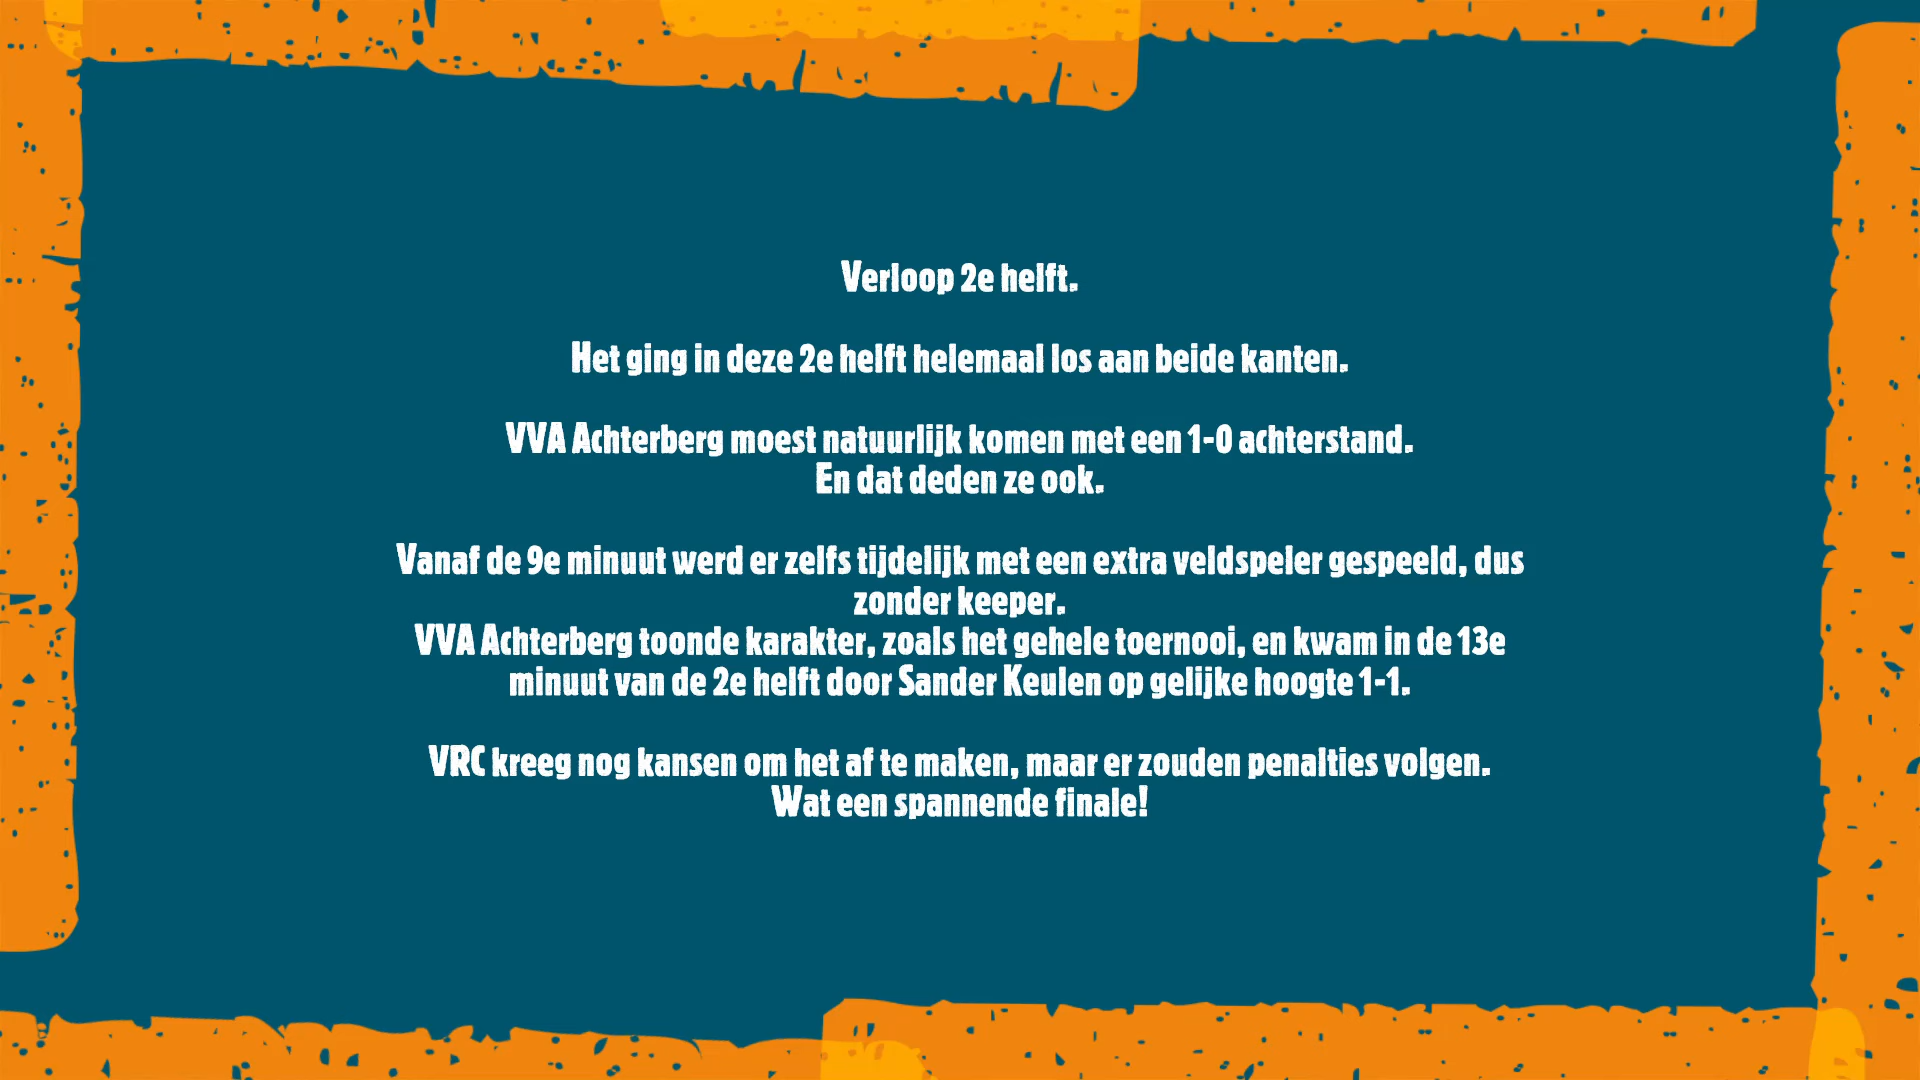 Verloop 2e helft.
Het ging in deze 2e helft helemaal los aan beide kanten.
VVA Achterberg moest natuurlijk komen met een 1-0 achterstand.
En dat deden ze ook.
Vanaf de 9e minuut werd er zelfs tijdelijk met een extra veldspeler gespeeld, dus
zonder keeper.
VVA Achterberg toonde karakter, zoals het gehele toernooi, en kwam in de 13e
minuut van de 2e helft door Sander Keulen op gelijke hoogte 1-1.
VRC kreeg nog kansen om het af te maken, maar er zouden penalties volgen.
Wat een spannende finale!